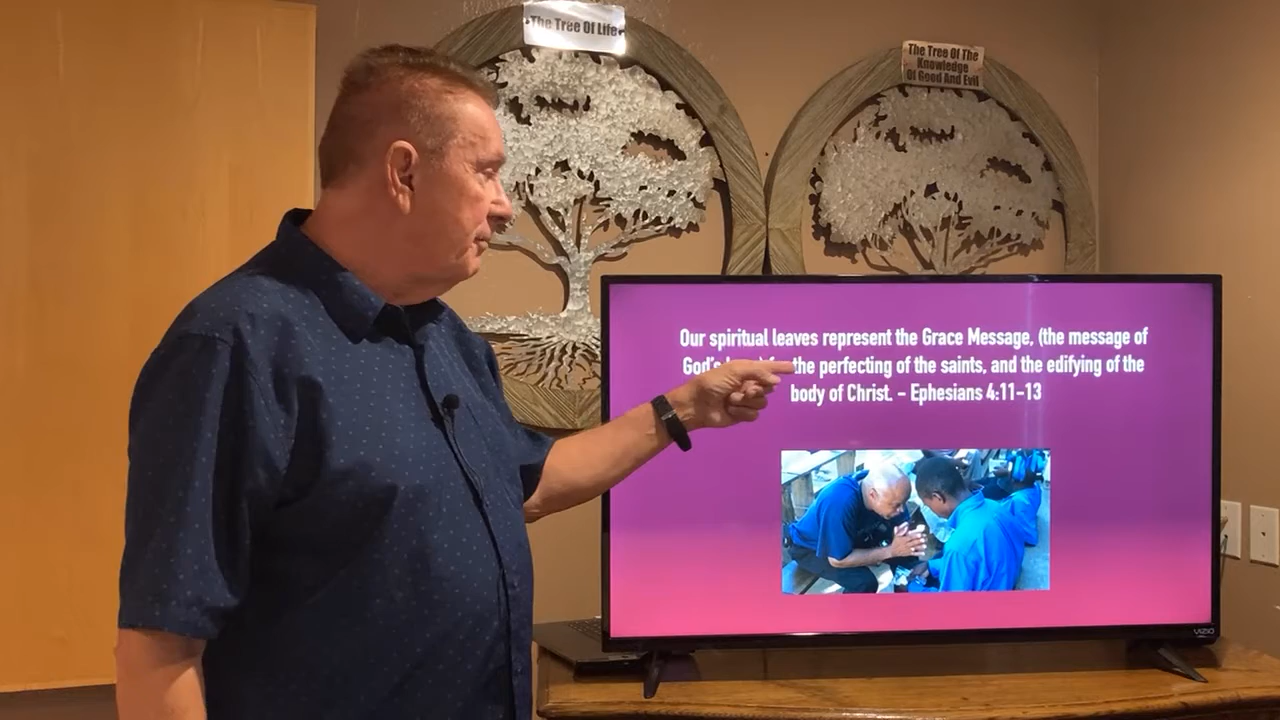 The Tree Of Life
The Tree Of The
Knowledge
Of Good And Evil
Our spiritual leaves represent the Grace Message, (the message of
God's the perfecting of the saints, and the edifying of the
body of Christ. – Ephesians 4:11–13
VIZIO